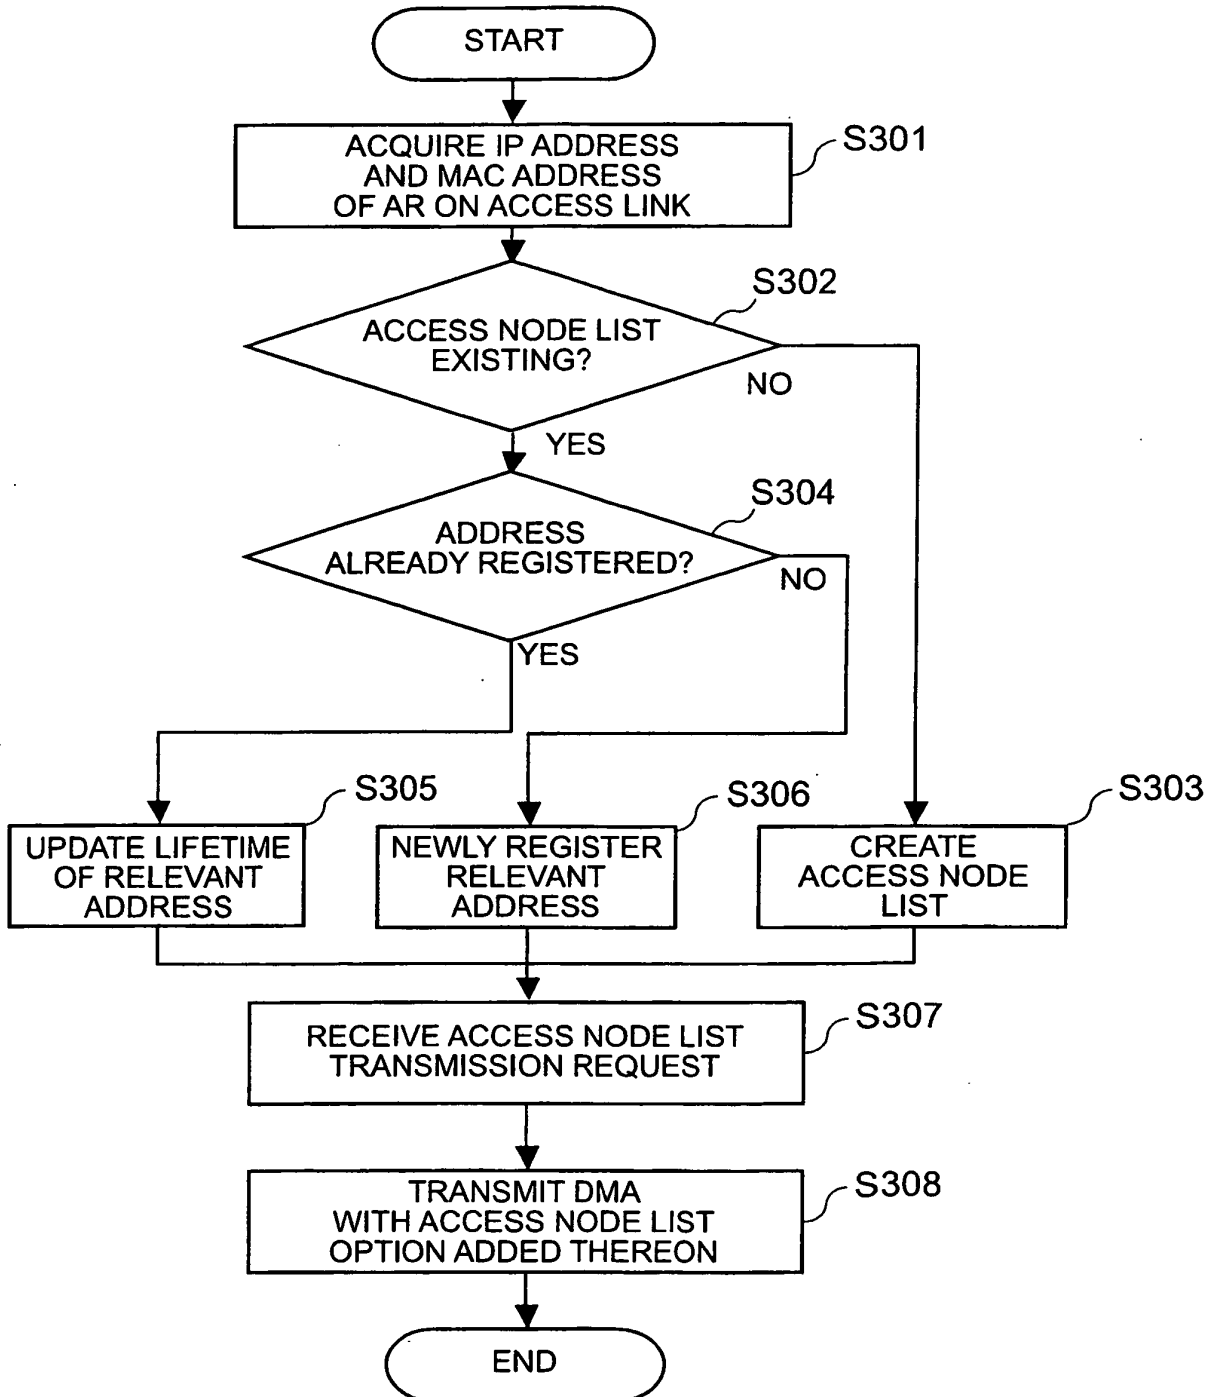 START
ACQUIRE IP ADDRESS
AND MAC ADDRESS
OF AR ON ACCESS LINK
S301
S302
ACCESS NODE LIST
EXISTING?
NO
YES
S304
ADDRESS
ALREADY REGISTERED?
NO
YES
S305
UPDATE LIFETIME
OF RELEVANT
ADDRESS
S306
NEWLY REGISTER
RELEVANT
ADDRESS
S303
CREATE
ACCESS NODE
LIST
S307
RECEIVE ACCESS NODE LIST
TRANSMISSION REQUEST
S308
TRANSMIT DMA
WITH ACCESS NODE LIST
OPTION ADDED THEREON
END